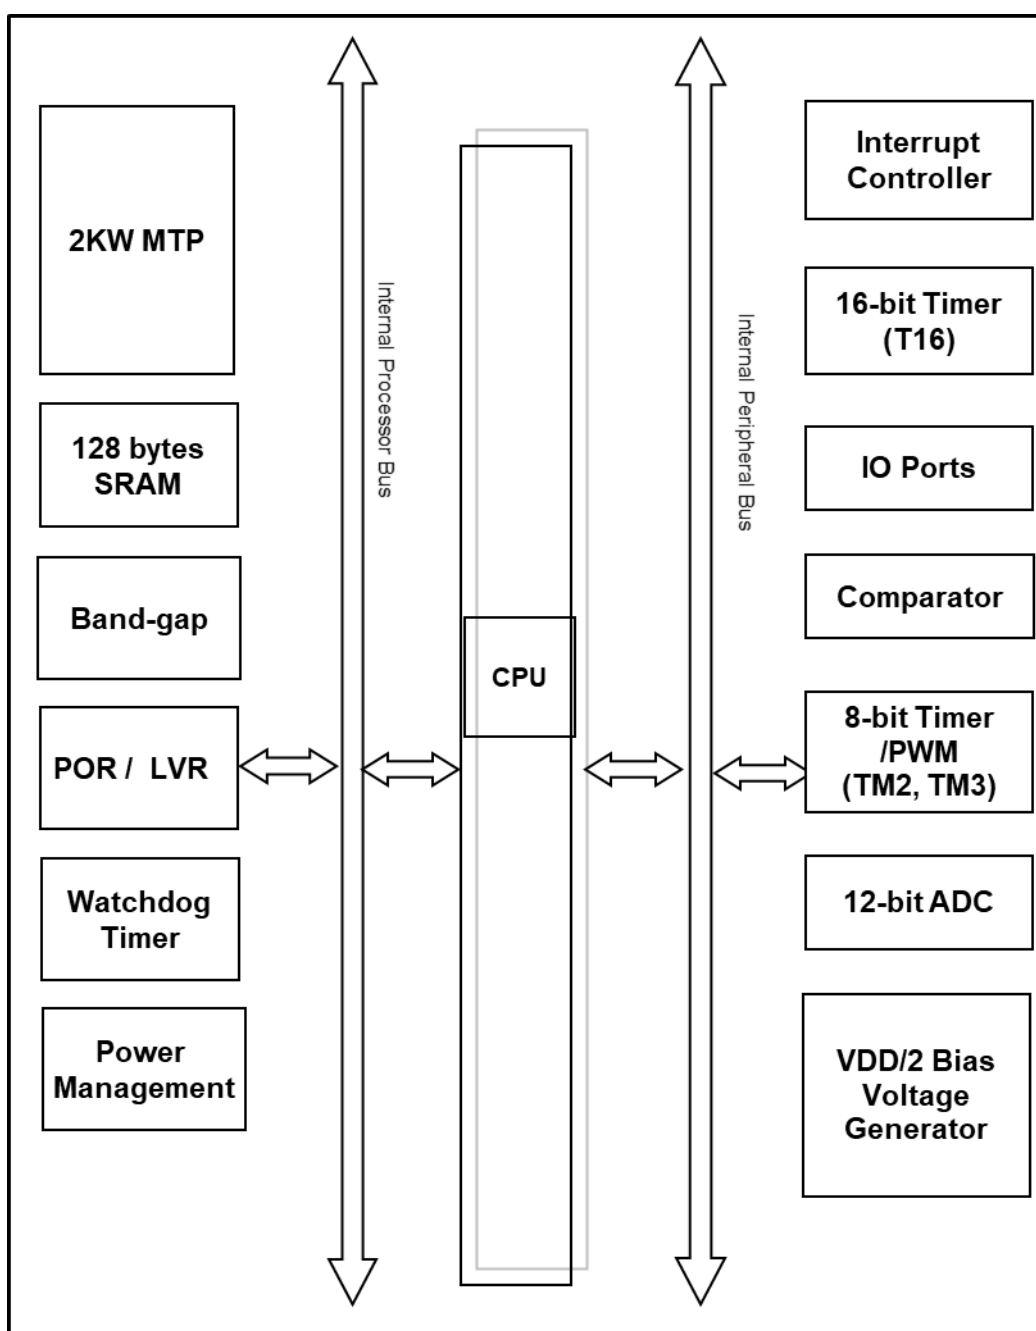 2KW MTP
128 bytes
SRAM
Band-gap
POR / LVR
Watchdog
Timer
Power
Management
Internal Processor Bus
CPU
Internal Peripheral Bus
Interrupt
Controller
16-bit Timer
(T16)
IO Ports
Comparator
8-bit Timer
/PWM
(TM2, TM3)
12-bit ADC
VDD/2 Bias
Voltage
Generator